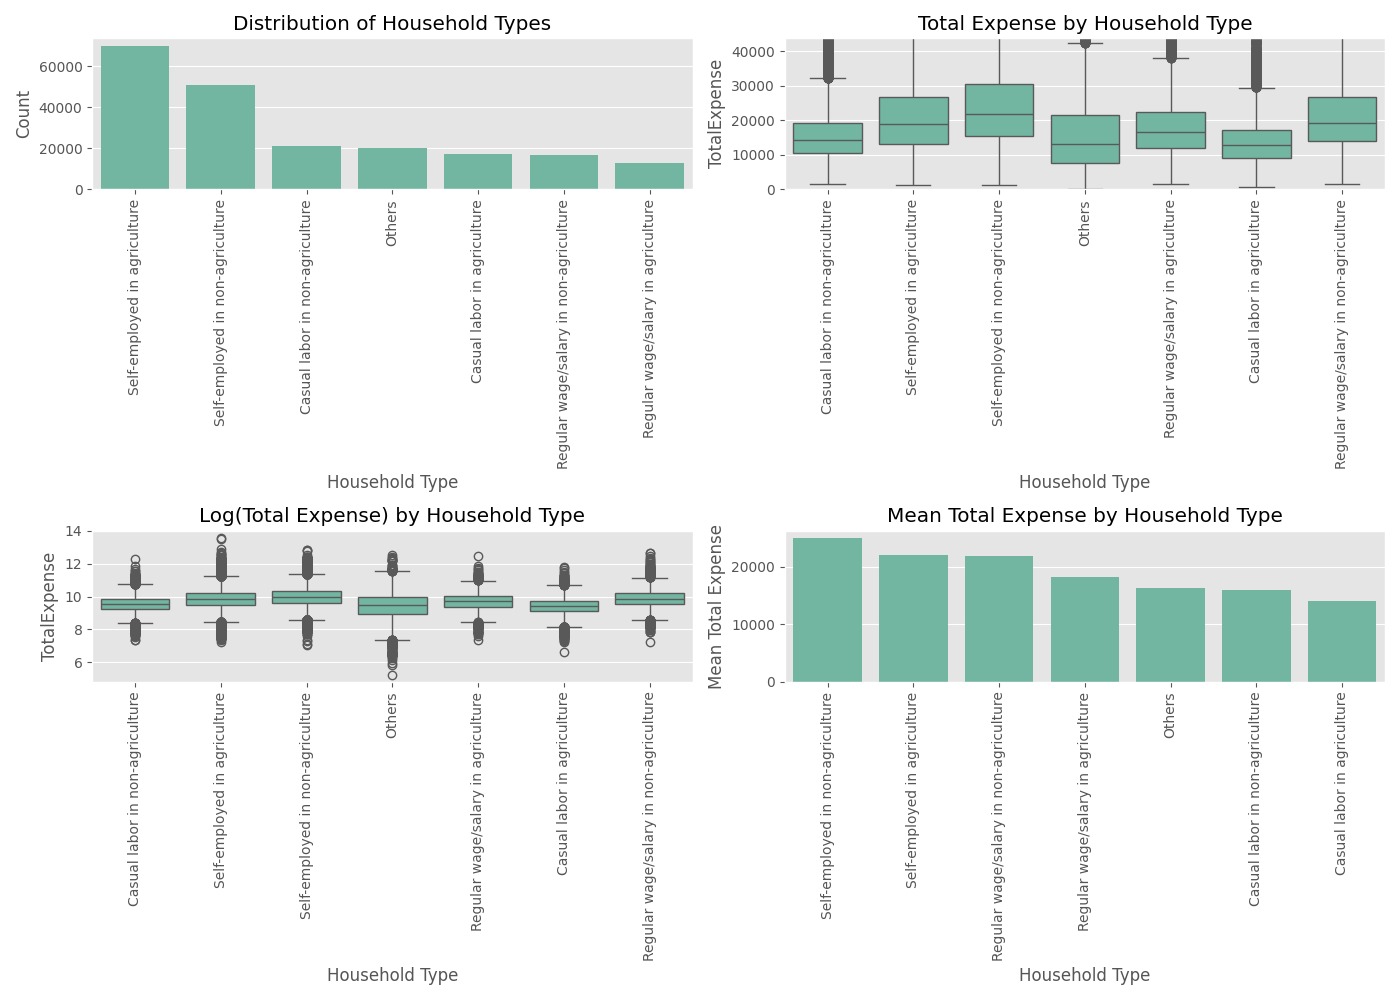 Distribution of Household Types
Count
60000
40000
20000
0
Self-employed in agriculture
Self-employed in non-agriculture
Casual labor in non-agriculture
Others
Casual labor in agriculture
Regular wage/salary in non-agriculture
Regular wage/salary in agriculture
Household Type
Total Expense by Household Type
TotalExpense
40000
30000
20000
10000
0
Casual labor in non-agriculture
Self-employed in agriculture
Self-employed in non-agriculture
Others
Regular wage/salary in agriculture
Casual labor in agriculture
Regular wage/salary in non-agriculture
Household Type
Log(Total Expense) by Household Type
TotalExpense
14
12
10
8
6
Casual labor in non-agriculture
Self-employed in agriculture
Self-employed in non-agriculture
Others
Regular wage/salary in agriculture
Casual labor in agriculture
Regular wage/salary in non-agriculture
Household Type
Mean Total Expense by Household Type
Mean Total Expense
20000
10000
0
Self-employed in non-agriculture
Self-employed in agriculture
Regular wage/salary in non-agriculture
Regular wage/salary in agriculture
Others
Casual labor in non-agriculture
Casual labor in agriculture
Household Type